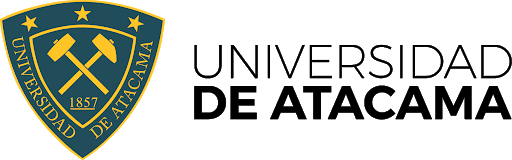 UNIVERSIDAD DE ATACAMA
1857
UNIVERSIDAD
DE ATACAMA